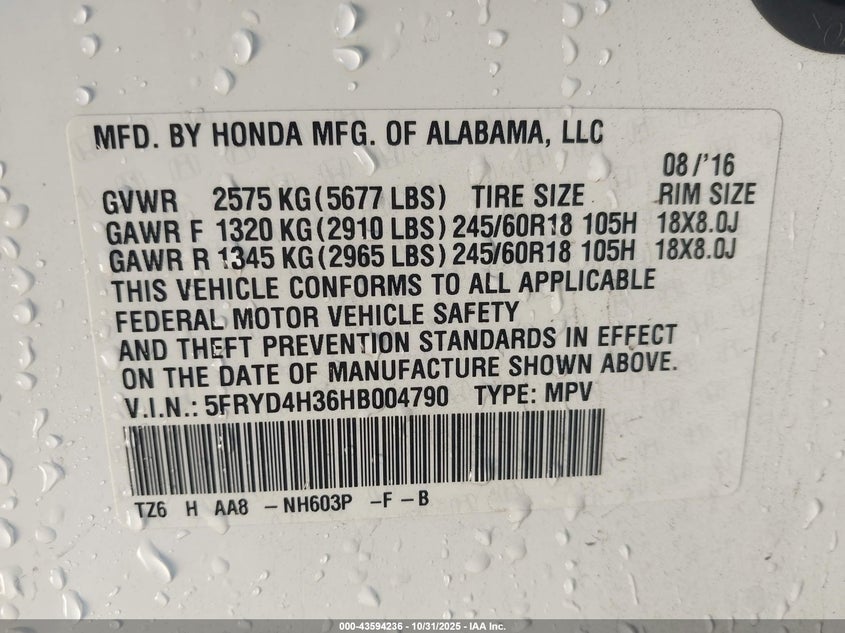 MFD. BY HONDA MFG. OF ALABAMA, LLC
08/'16
GVWR 2575 KG(5677 LBS) TIRE SIZE RIM SIZE
GAWR F 1320 KG(2910 LBS) 245/60R18 105H 18X8.0J
GAWR R 1345 KG(2965 LBS) 245/60R18 105H 18X8.0J
THIS VEHICLE CONFORMS TO ALL APPLICABLE
FEDERAL MOTOR VEHICLE SAFETY
AND THEFT PREVENTION STANDARDS IN EFFECT
ON THE DATE OF MANUFACTURE SHOWN ABOVE.
V.I.N.: 5FRYD4H36HB004790 TYPE: MPV
TZ6 H AA8 -NH603P -F-B
000-43594236 - 10/31/2025 - IAA Inc.